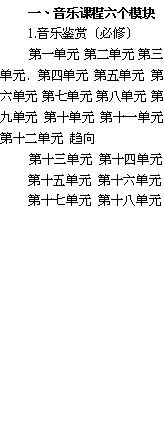 一、音乐课程六个模块
1.音乐鉴赏〔必修〕
第一单元 第二单元 第三
单元. 第四单元 第五单元 第
六单元 第七单元 第八单元 第
九单元 第十单元 第十一单元
第十二单元 趋向
第十三单元 第十四单元
第十五单元 第十六单元
第十七单元 第十八单元